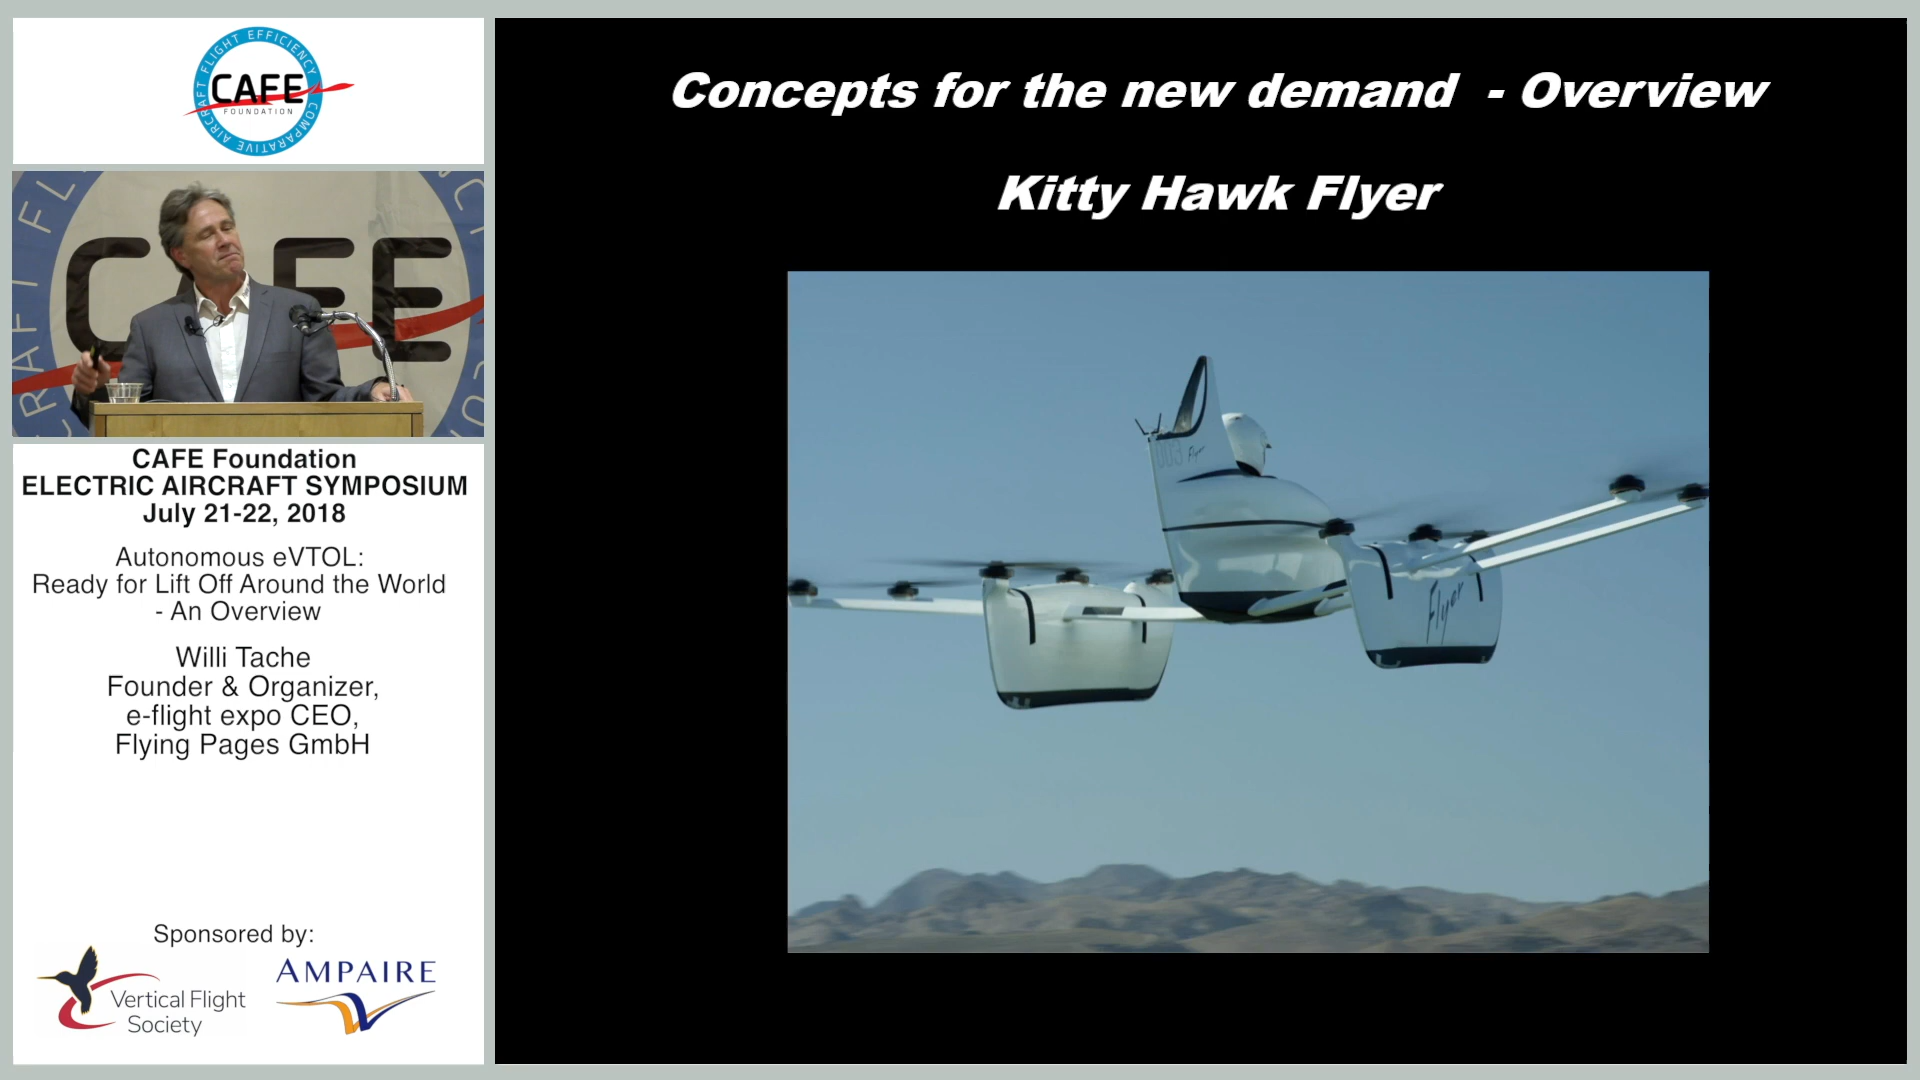 AIRCRAFT FLIGHT EFFICIENCY
CAFE
FOUNDATION
COMPARATIVE
CAFE
CAFE Foundation
ELECTRIC AIRCRAFT SYMPOSIUM
July 21-22, 2018
Autonomous eVTOL:
Ready for Lift Off Around the World
- An Overview
Willi Tache
Founder & Organizer,
e-flight expo CEO,
Flying Pages GmbH
Sponsored by:
Vertical Flight
Society
AMPAIRE
Concepts for the new demand - Overview
Kitty Hawk Flyer
003 Flyer
Flyer